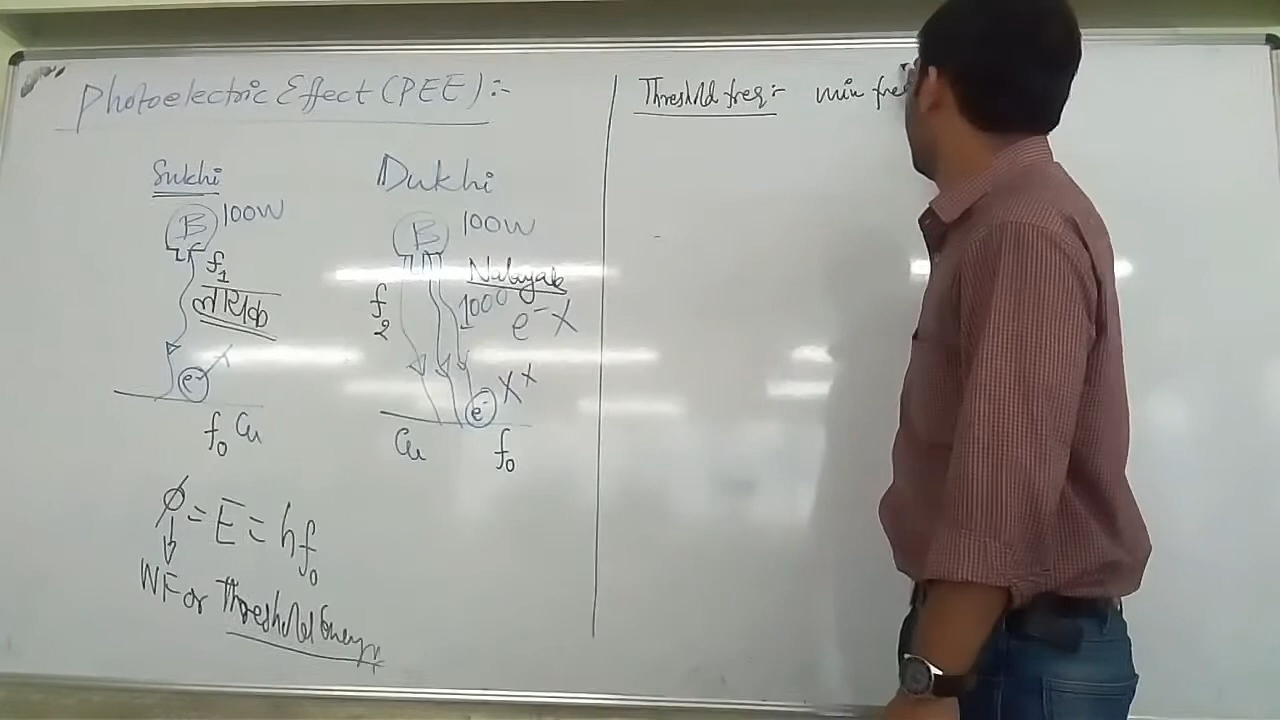 Photoelectric Effect (PEE) :-
Sukhi
B 100W
f1
लायक
e-
f0 Cu
Dukhi
B 100W
f2
Nalayak
1000
e- X
e- X X
Cu f0
ϕ = E = hf0
WF or Threshold Energy
Threshold freq :- min fre